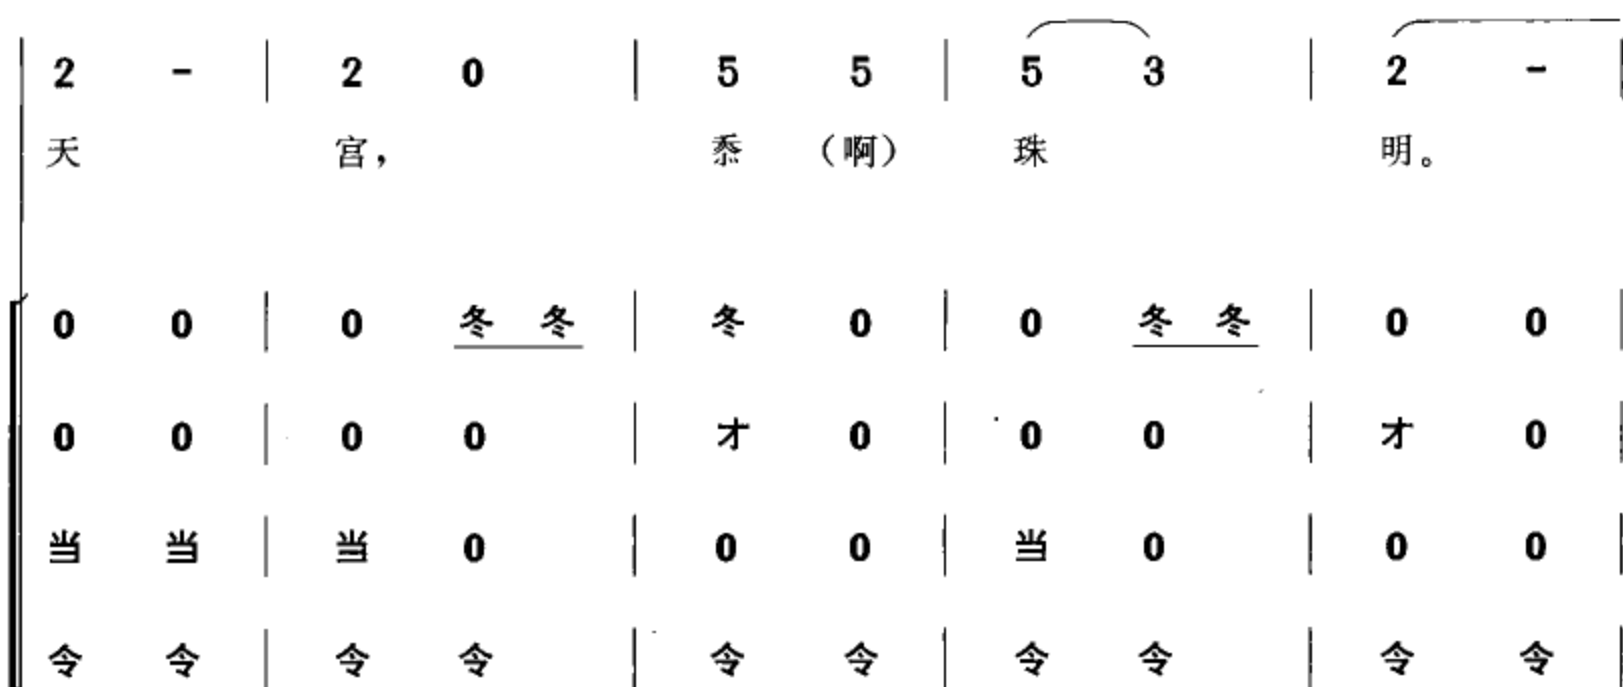 2 - | 2 0 | 5 5 | 5 3 | 2 - |
天 宫， 忝 （啊） 珠 明。
0 0 | 0 冬 冬 | 冬 0 | 0 冬 冬 | 0 0 |
0 0 | 0 0 | 才 0 | 0 0 | 才 0 |
当 当 | 当 0 | 0 0 | 当 0 | 0 0 |
令 令 | 令 令 | 令 令 | 令 令 | 令 令 |